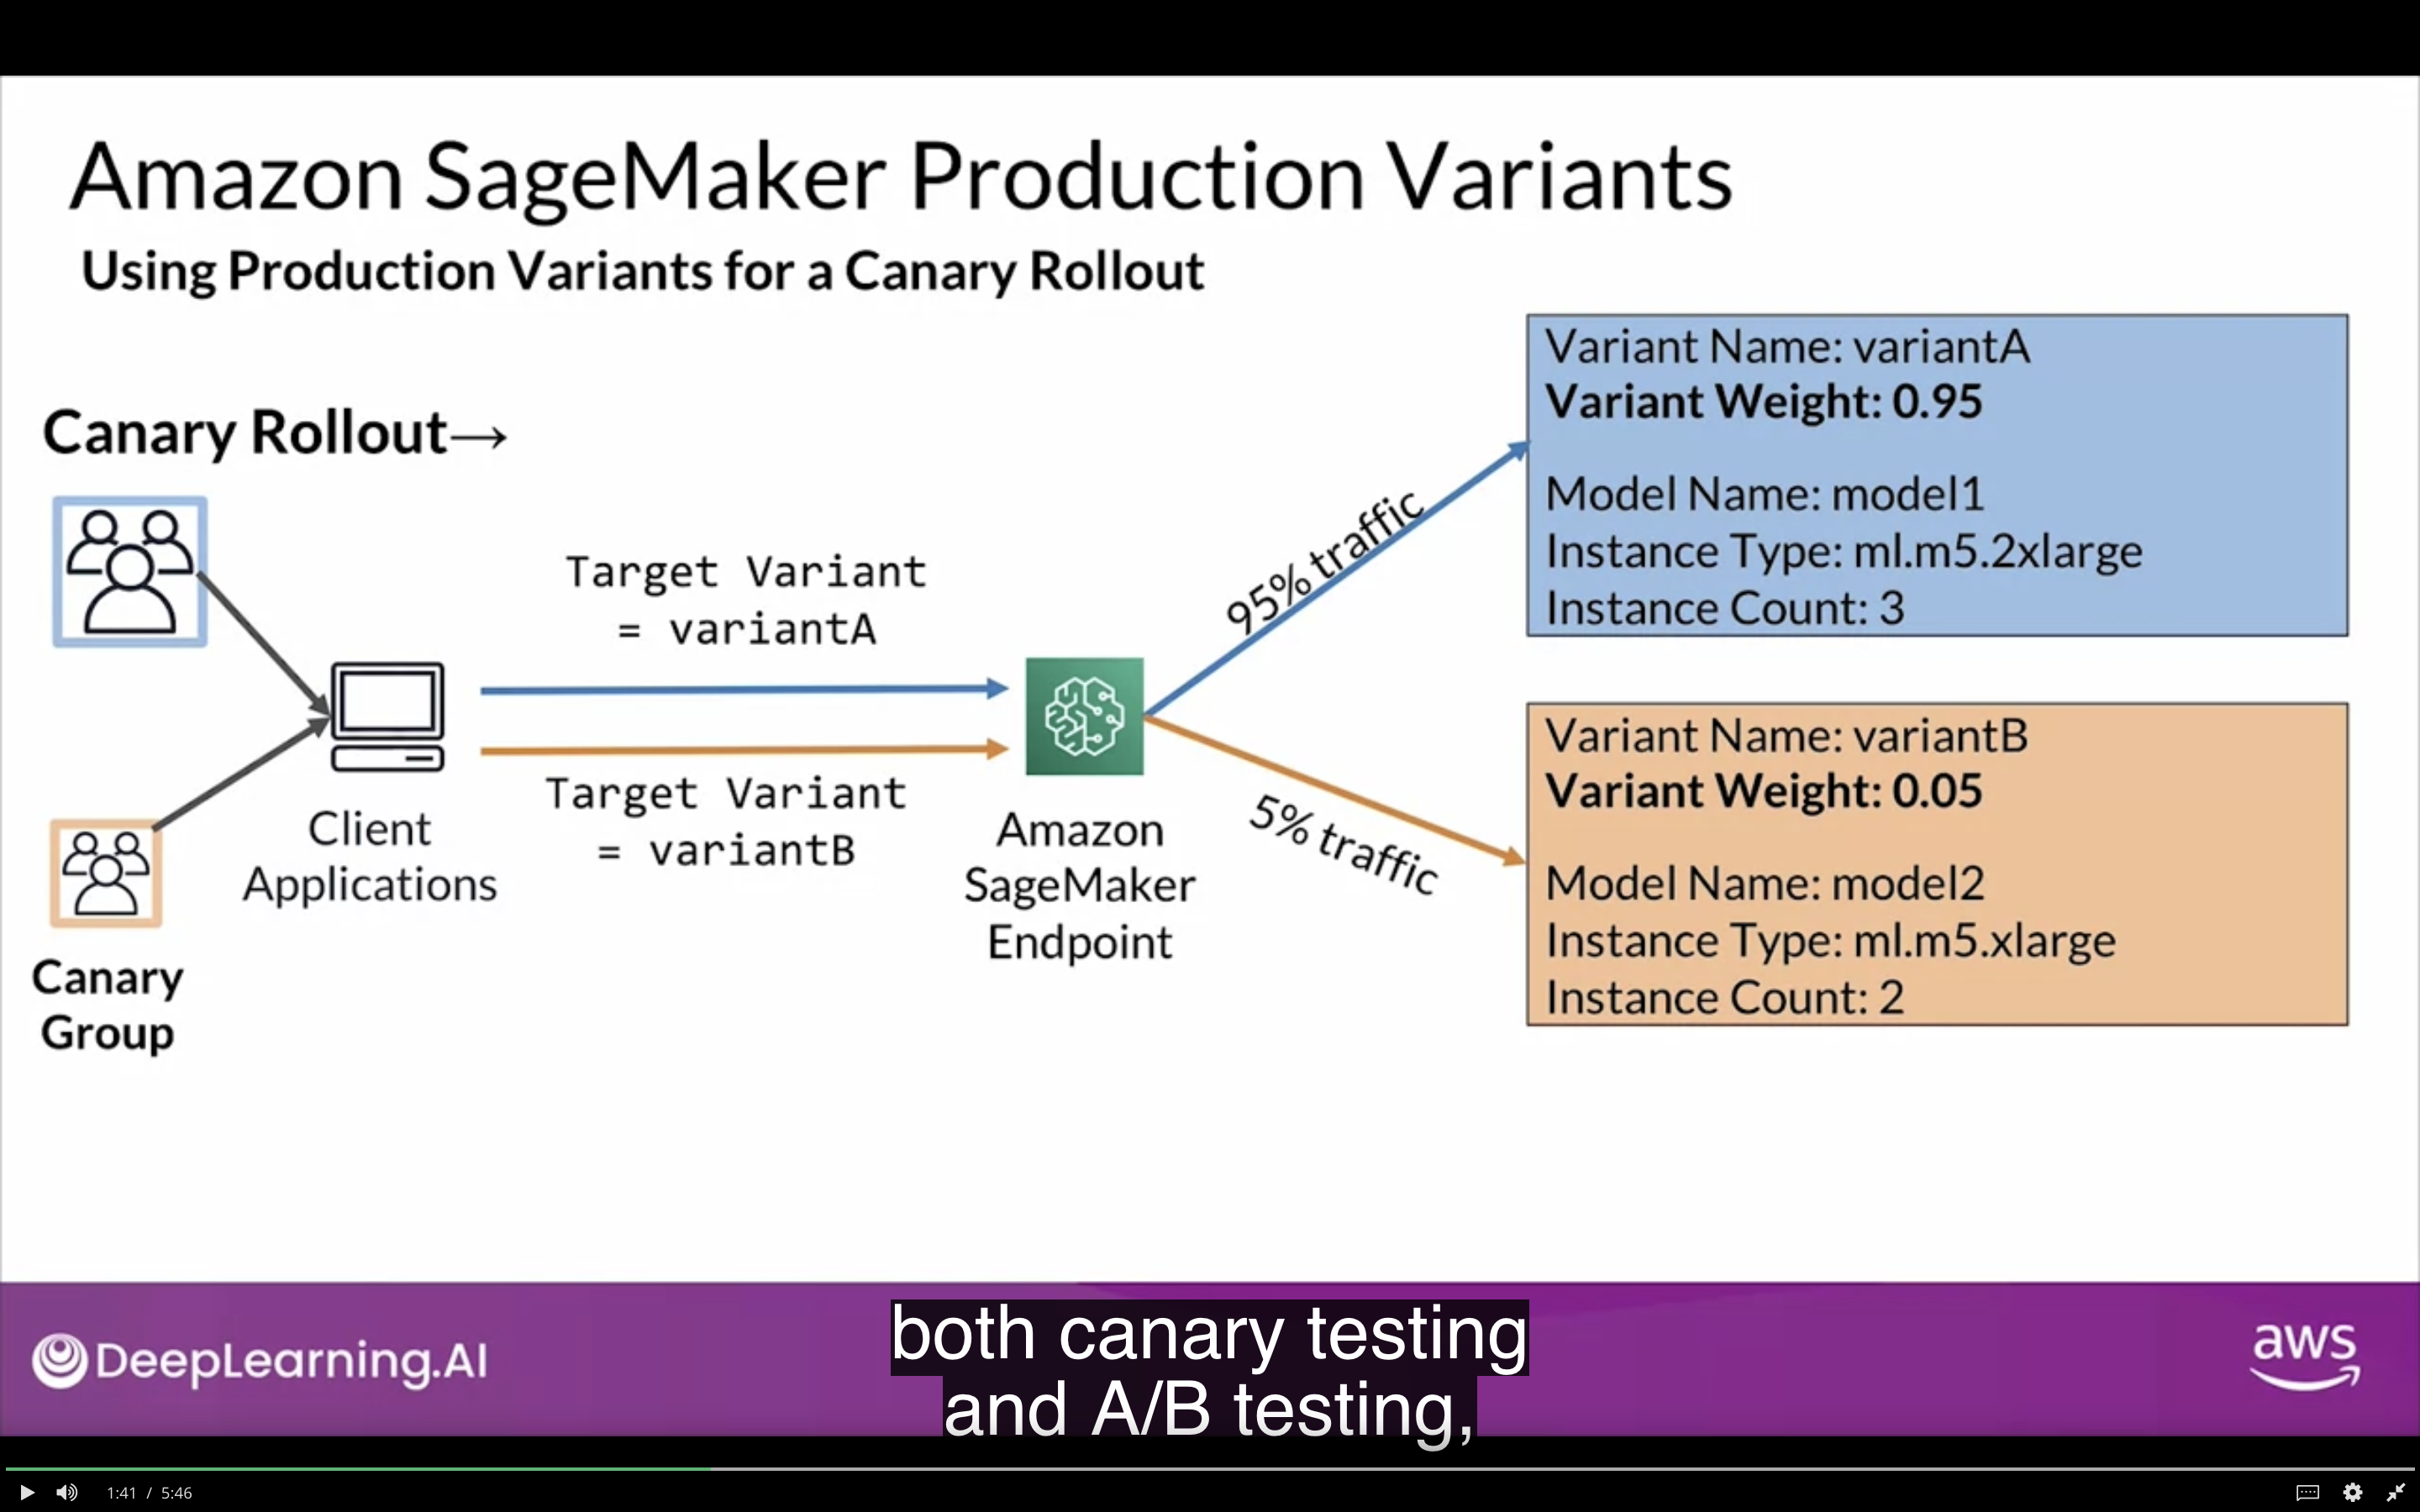 Amazon SageMaker Production Variants
Using Production Variants for a Canary Rollout
Canary Rollout→
Canary
Group
Client
Applications
Target Variant
= variantA
Target Variant
= variantB
Amazon
SageMaker
Endpoint
95% traffic
5% traffic
Variant Name: variantA
Variant Weight: 0.95
Model Name: model1
Instance Type: ml.m5.2xlarge
Instance Count: 3
Variant Name: variantB
Variant Weight: 0.05
Model Name: model2
Instance Type: ml.m5.xlarge
Instance Count: 2
DeepLearning.AI
both canary testing
and A/B testing,
aws
1:41 / 5:46